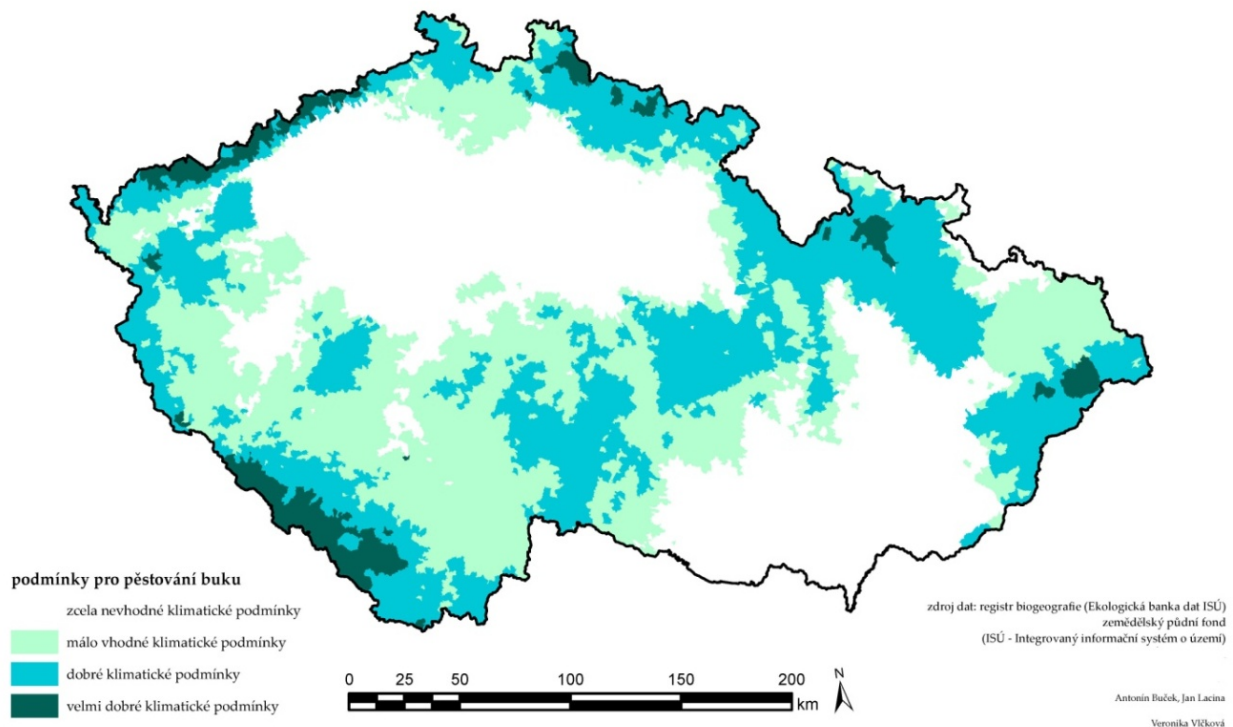 podmínky pro pěstování buku
zcela nevhodné klimatické podmínky
málo vhodné klimatické podmínky
dobré klimatické podmínky
velmi dobré klimatické podmínky
0 25 50 100 150 200
km
N
zdroj dat: registr biogeografie (Ekologická banka dat ISÚ)
zemědělský půdní fond
(ISÚ - Integrovaný informační systém o území)
Antonín Buček, Jan Lacina
Veronika Vlčková